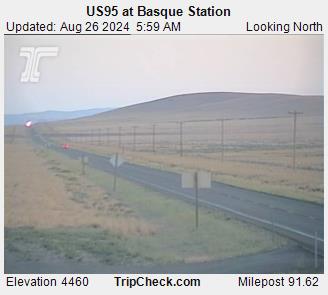 US95 at Basque Station
Updated: Aug 26 2024  5:59 AM Looking North
Elevation 4460 TripCheck.com Milepost 91.62